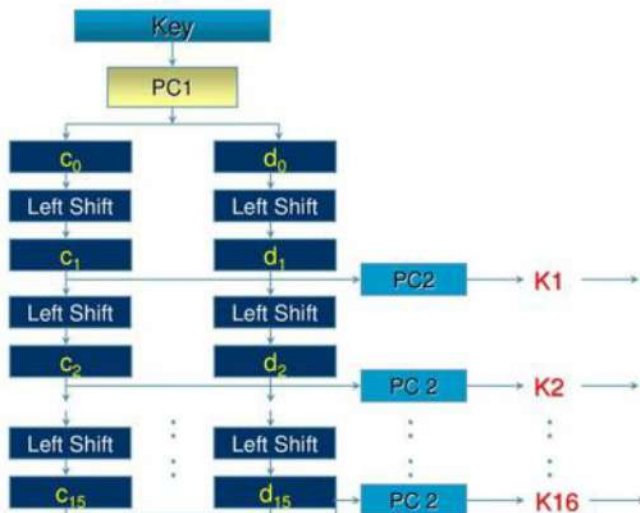 Key
PC1
c0 d0
Left Shift Left Shift
c1 d1
PC2 K1
Left Shift Left Shift
c2 d2
PC 2 K2
Left Shift Left Shift
c15 d15
PC 2 K16